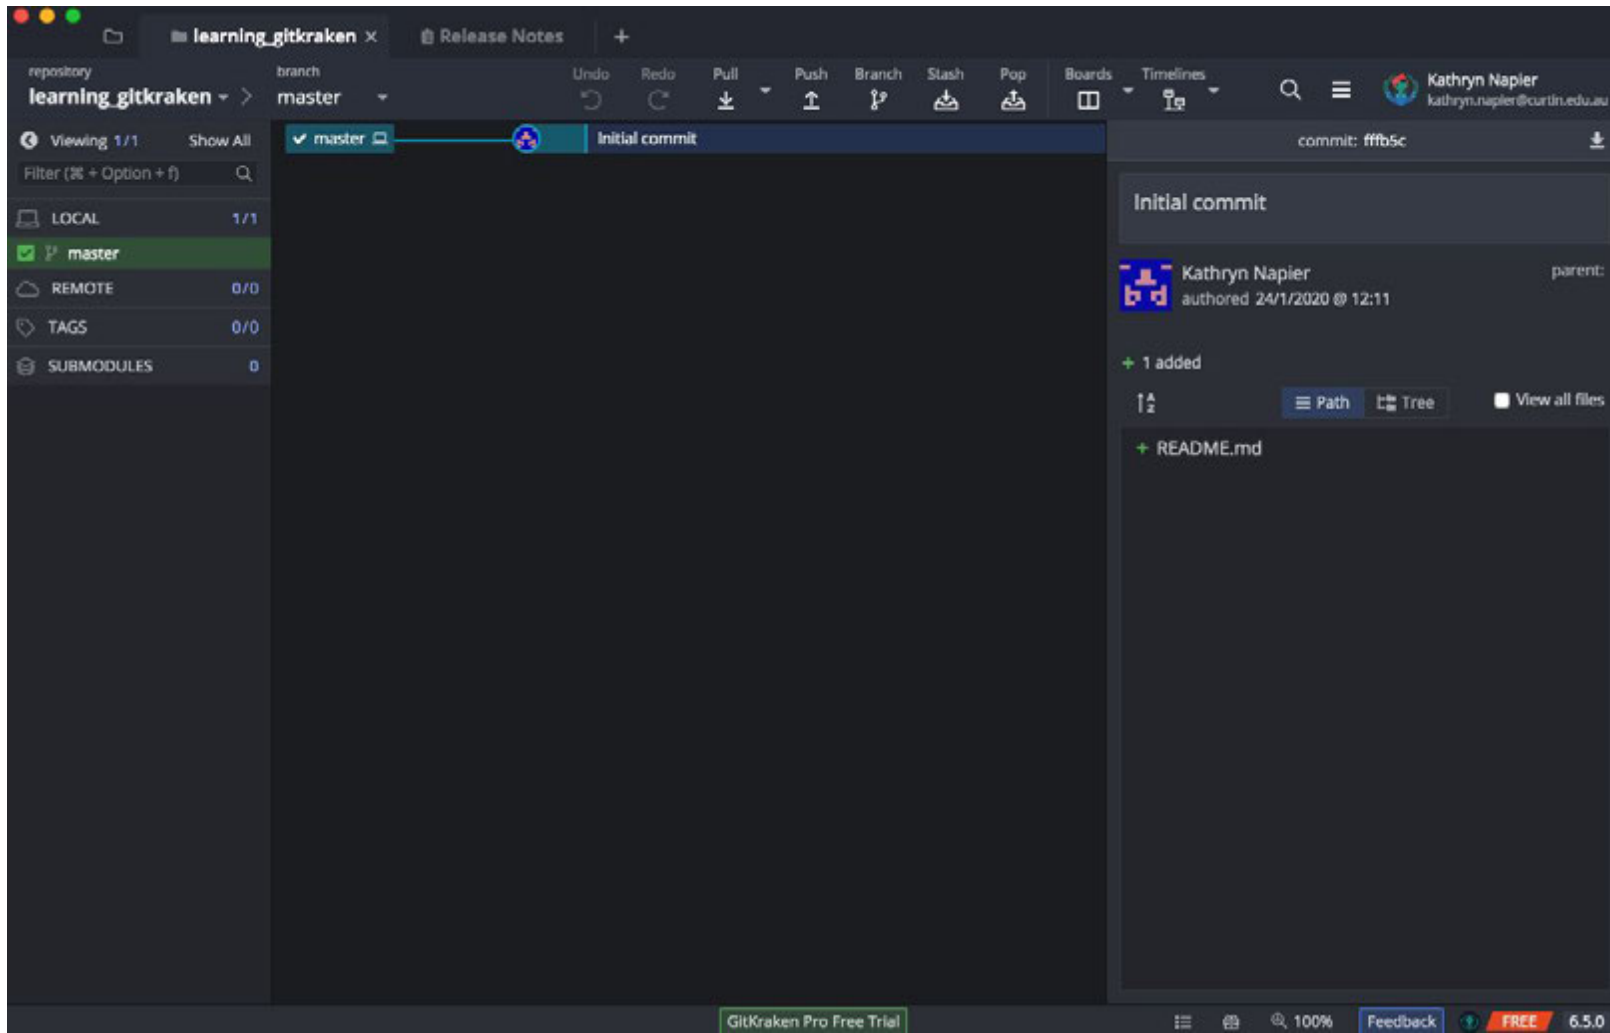 learning_gitkraken ×
Release Notes
+
repository
learning_gitkraken
branch
master
Undo
Redo
Pull
Push
Branch
Stash
Pop
Boards
Timelines
Kathryn Napier
kathryn.napier@curtin.edu.au
Viewing 1/1
Show All
Filter (⌘ + Option + f)
LOCAL 1/1
master
REMOTE 0/0
TAGS 0/0
SUBMODULES 0
master
Initial commit
commit: fffb5c
Initial commit
Kathryn Napier
authored 24/1/2020 @ 12:11
parent:
+ 1 added
Path
Tree
View all files
+ README.md
GitKraken Pro Free Trial
100%
Feedback
FREE
6.5.0